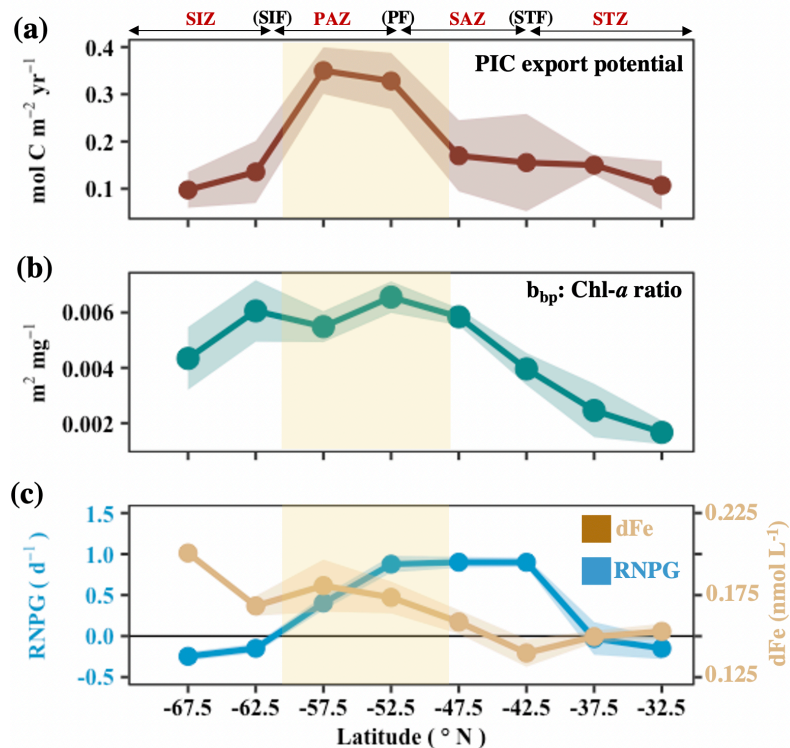 (a)
SIZ (SIF) PAZ (PF) SAZ (STF) STZ
PIC export potential
mol C m⁻² yr⁻¹
0.4
0.3
0.2
0.1
(b)
b_bp: Chl-a ratio
m² mg⁻¹
0.006
0.004
0.002
(c)
RNPG ( d⁻¹ )
1.5
1.0
0.5
0.0
-0.5
dFe
RNPG
0.225
0.175
0.125
dFe (nmol L⁻¹)
-67.5 -62.5 -57.5 -52.5 -47.5 -42.5 -37.5 -32.5
Latitude ( ° N )